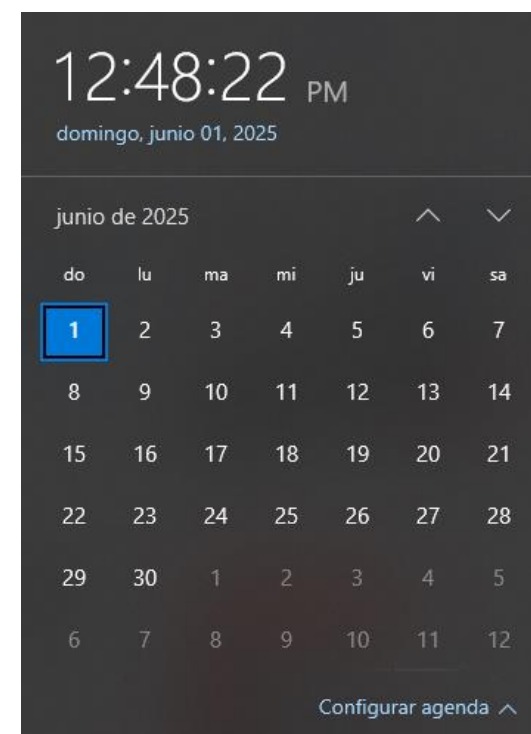 12:48:22 PM
domingo, junio 01, 2025
junio de 2025
do lu ma mi ju vi sa
1 2 3 4 5 6 7
8 9 10 11 12 13 14
15 16 17 18 19 20 21
22 23 24 25 26 27 28
29 30 1 2 3 4 5
6 7 8 9 10 11 12
Configurar agenda